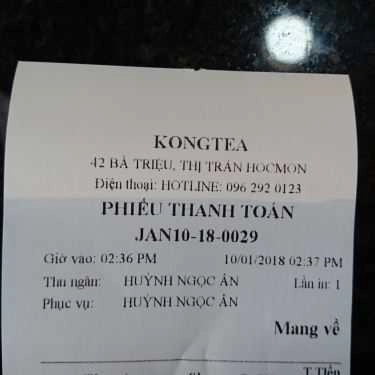 KONGTEA
42 BÀ TRIỆU, THỊ TRẤN HOCMON
Điện thoại: HOTLINE: 096 292 0123
PHIẾU THANH TOÁN
JAN10-18-0029
Giờ vào: 02:36 PM 10/01/2018 02:37 PM
Thu ngân: HUỲNH NGỌC ÂN Lần in: 1
Phục vụ: HUỲNH NGỌC ÂN
Mang về
T.Tiền